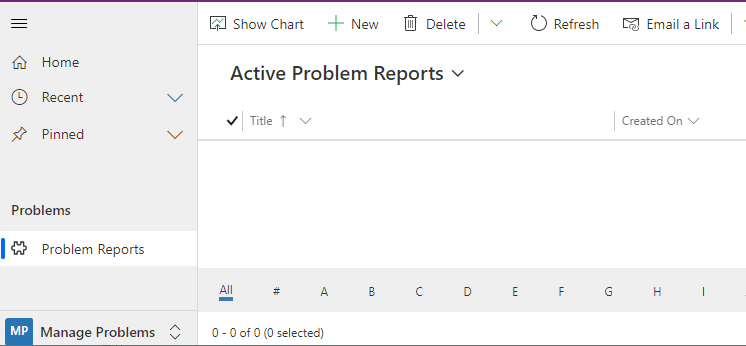 Show Chart New Delete Refresh Email a Link
Home
Recent
Pinned
Problems
Problem Reports
MP Manage Problems
Active Problem Reports
Title Created On
All # A B C D E F G H I
0 - 0 of 0 (0 selected)